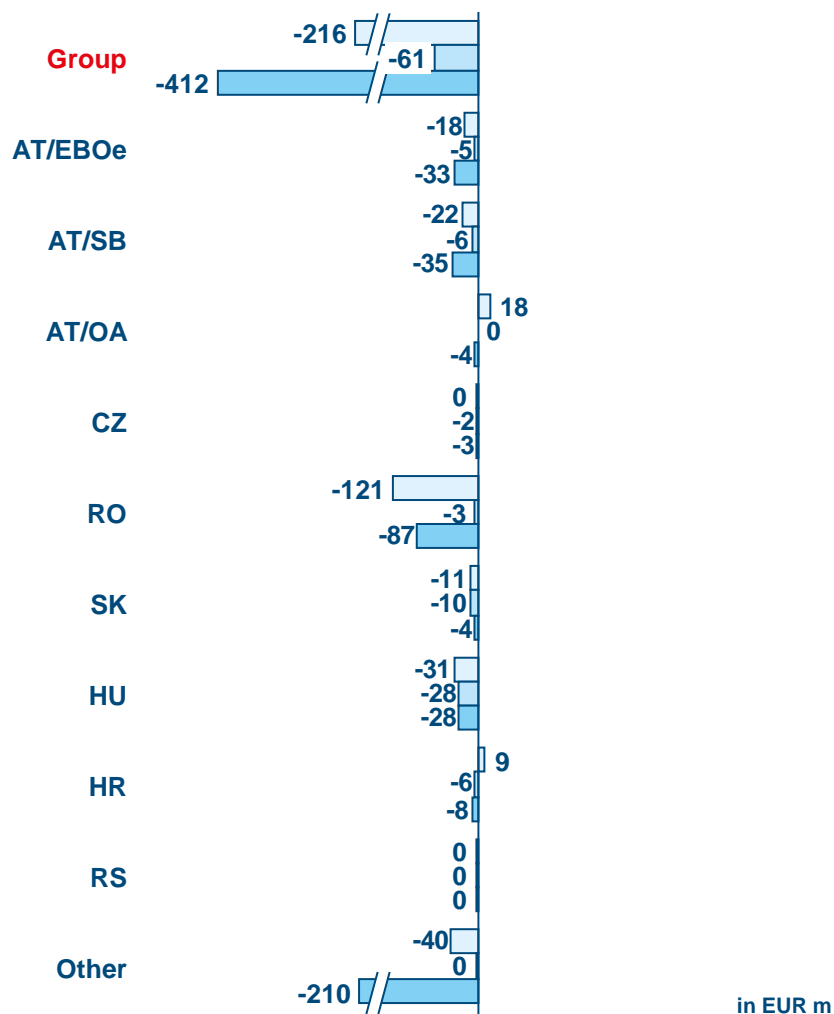 -216
Group
-61
-412
-18
AT/EBOe
-5
-33
-22
AT/SB
-6
-35
18
AT/OA
0
-4
0
CZ
-2
-3
-121
RO
-3
-87
-11
SK
-10
-4
-31
HU
-28
-28
9
HR
-6
-8
0
RS
0
0
-40
Other
0
-210
in EUR m